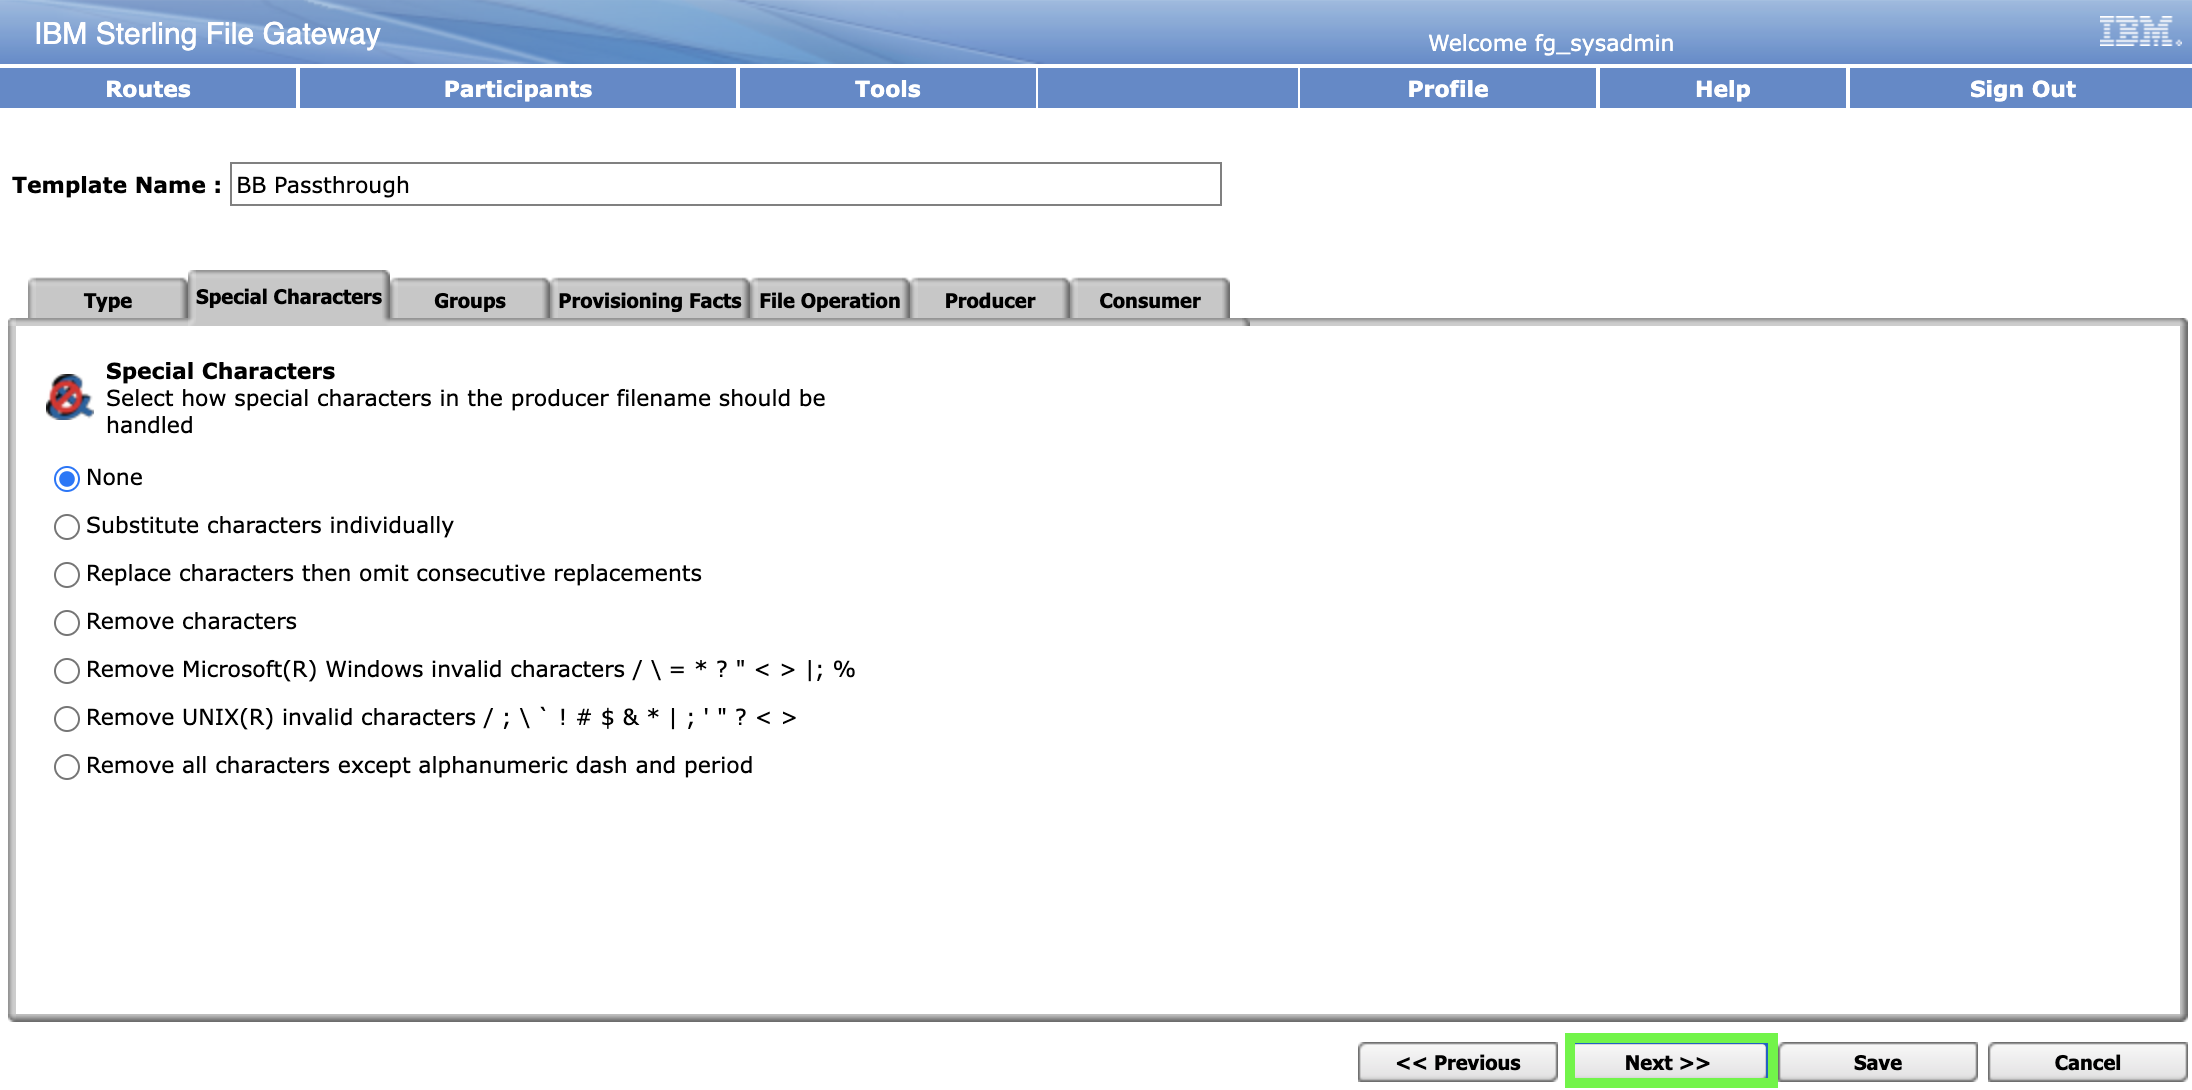 IBM Sterling File Gateway
Welcome fg_sysadmin
IBM
Routes Participants Tools Profile Help Sign Out
Template Name : BB Passthrough
Type Special Characters Groups Provisioning Facts File Operation Producer Consumer
Special Characters
Select how special characters in the producer filename should be
handled
None
Substitute characters individually
Replace characters then omit consecutive replacements
Remove characters
Remove Microsoft(R) Windows invalid characters / \ = * ? " < > |; %
Remove UNIX(R) invalid characters / ; \ ` ! # $ & * | ; ' " ? < >
Remove all characters except alphanumeric dash and period
<< Previous Next >> Save Cancel